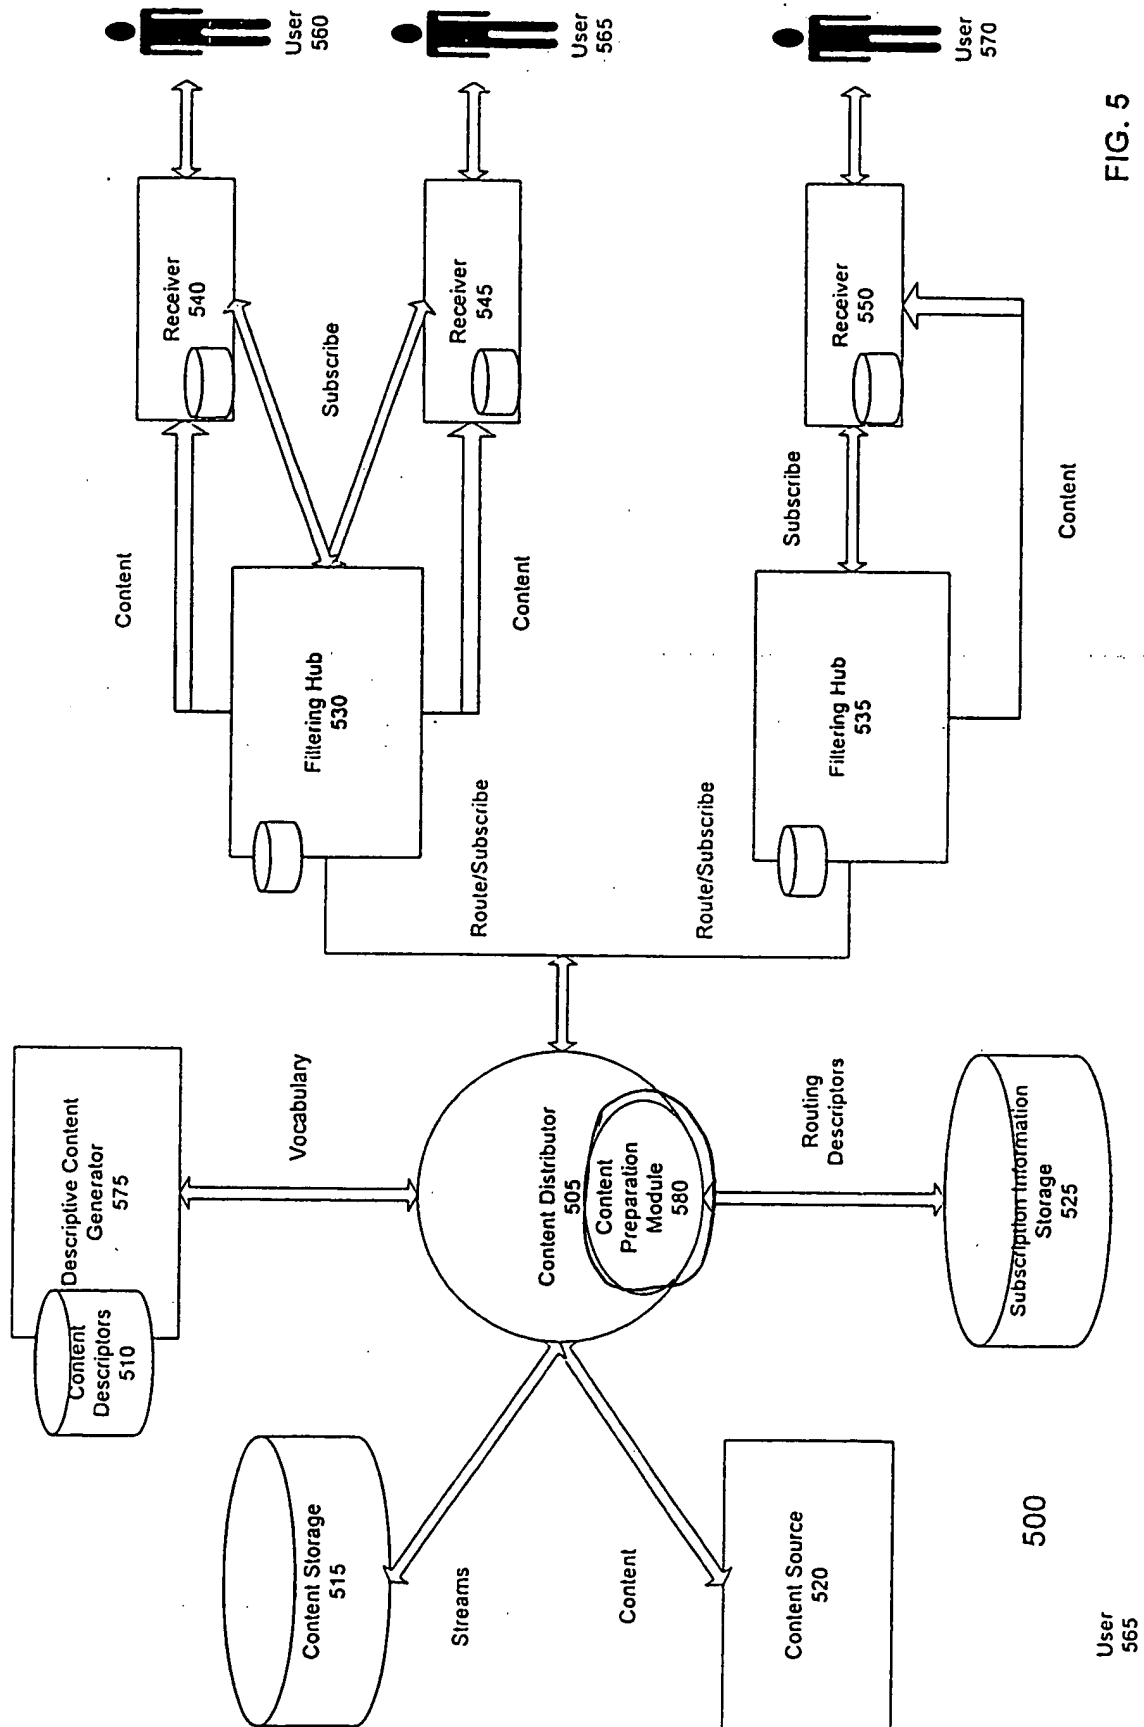 Content Storage
515
Streams
Content
Content Source
520
500
User
565
Content
Descriptors
510
Descriptive Content
Generator
575
Vocabulary
Content Distributor
505
Content
Preparation
Module
580
Routing
Descriptors
Subscription Information
Storage
525
Route/Subscribe
Route/Subscribe
Filtering Hub
530
Filtering Hub
535
Content
Subscribe
Content
Subscribe
Content
Receiver
540
Receiver
545
Receiver
550
User
560
User
565
User
570
FIG. 5